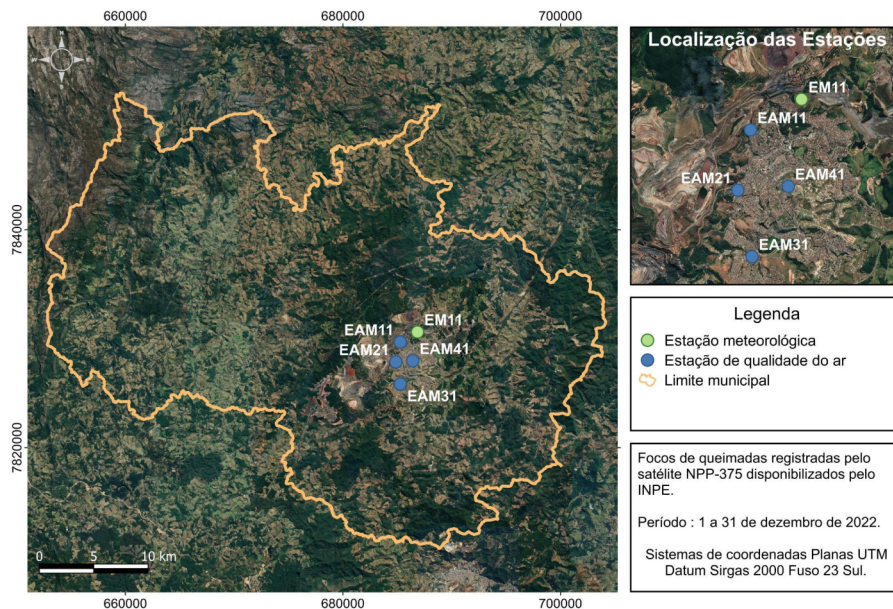 660000 680000 700000
N
W E
S
7840000
7820000
EAM11 EM11
EAM21 EAM41
EAM31
0 5 10 km
660000 680000 700000
Localização das Estações
EM11
EAM11
EAM21 EAM41
EAM31
Legenda
Estação meteorológica
Estação de qualidade do ar
Limite municipal
Focos de queimadas registradas pelo
satélite NPP-375 disponibilizados pelo
INPE.
Período : 1 a 31 de dezembro de 2022.
Sistemas de coordenadas Planas UTM
Datum Sirgas 2000 Fuso 23 Sul.